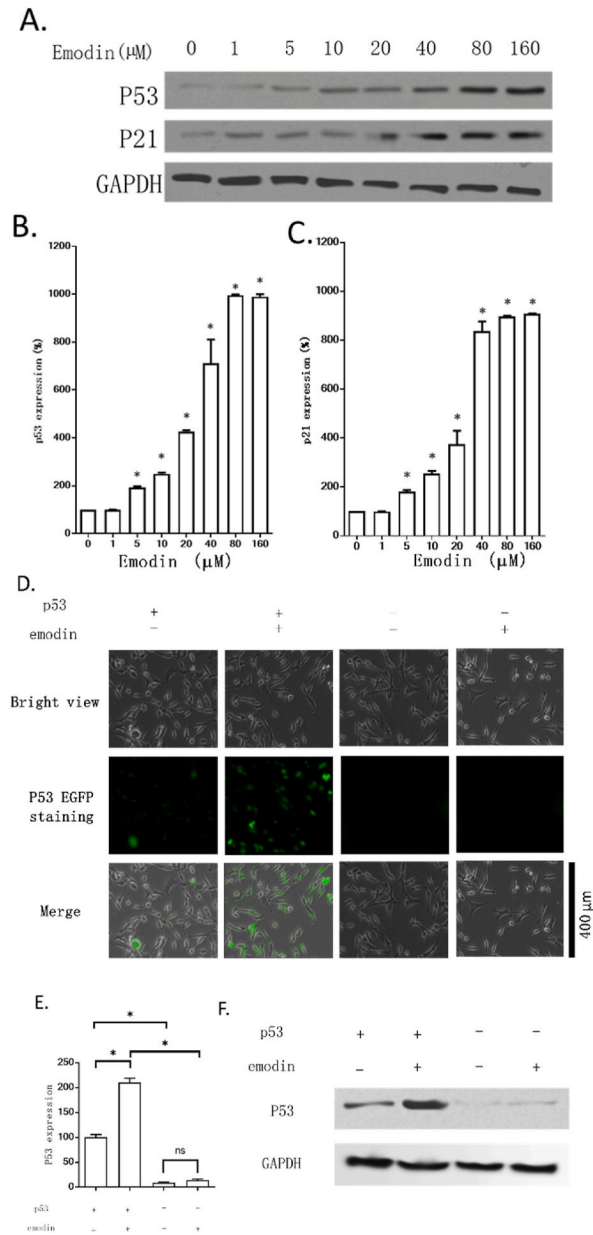 A.
Emodin(μM) 0 1 5 10 20 40 80 160
P53
P21
GAPDH
B.
1200
1000
800
600
400
200
0
p53 expression (%)
* * * * * *
0 1 5 10 20 40 80 160
Emodin (μM)
C.
1200
1000
800
600
400
200
0
p21 expression (%)
* * * * * *
0 1 5 10 20 40 80 160
Emodin (μM)
D.
p53 + + − −
emodin − + − +
Bright view
P53 EGFP
staining
Merge
400 μm
E.
*
* *
ns
250
200
150
100
50
0
P53 expression
p53 + + − −
emodin − + − +
F.
p53 + + − −
emodin − + − +
P53
GAPDH